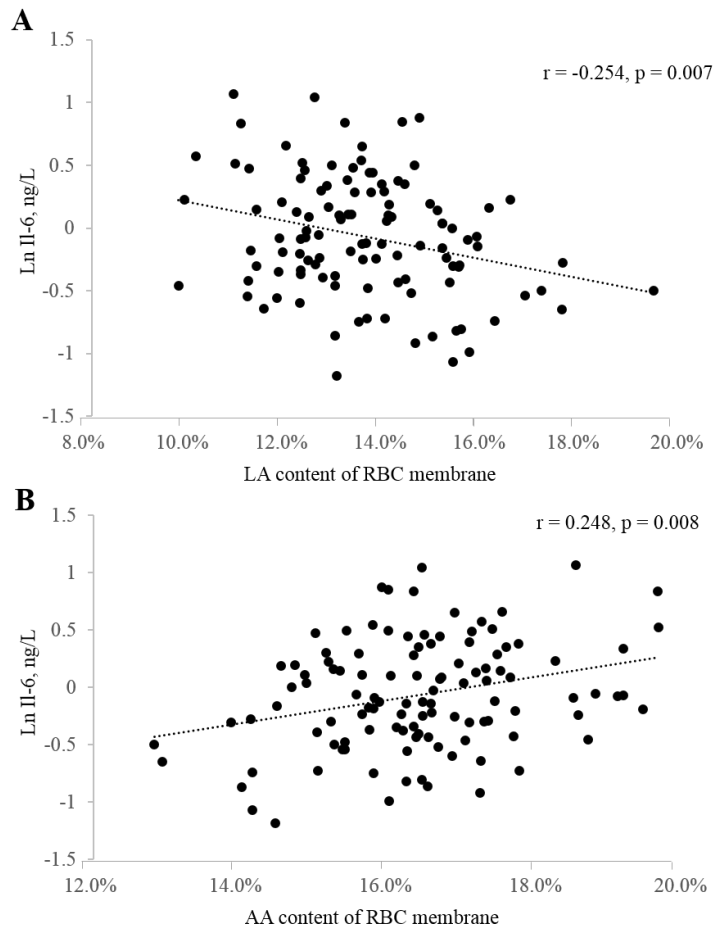 A
1.5
r = -0.254, p = 0.007
1
0.5
0
-0.5
-1
-1.5
Ln Il-6, ng/L
8.0% 10.0% 12.0% 14.0% 16.0% 18.0% 20.0%
LA content of RBC membrane
B
1.5
r = 0.248, p = 0.008
1
0.5
0
-0.5
-1
-1.5
Ln Il-6, ng/L
12.0% 14.0% 16.0% 18.0% 20.0%
AA content of RBC membrane